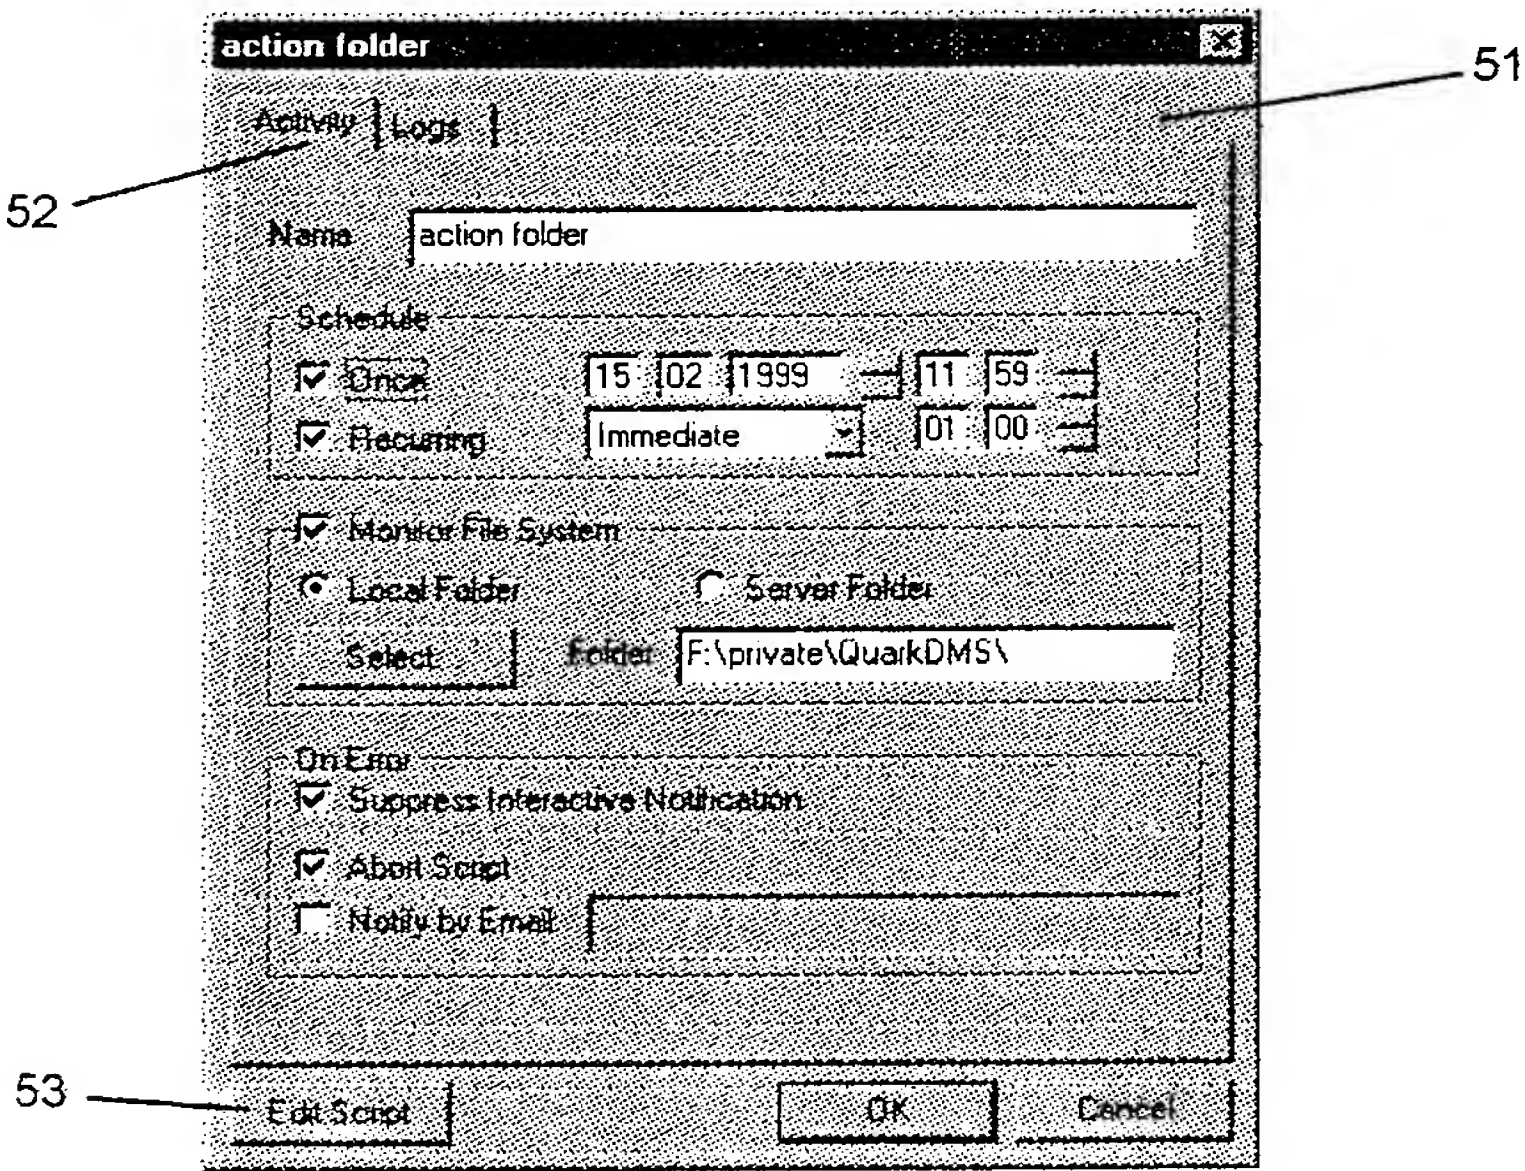 action folder
51
Activity Logs
52
Name action folder
Schedule
Once 15 02 1999 11 59
Recurring Immediate 01 00
Monitor File System
Local Folder Server Folder
Select Folder F:\private\QuarkDMS\
On Error
Suppress Interactive Notification
Abort Script
Notify by Email
53
Edit Script OK Cancel